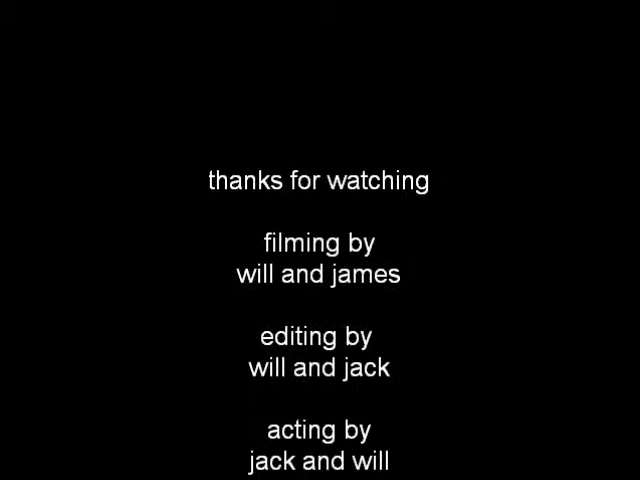 thanks for watching
filming by
will and james
editing by
will and jack
acting by
jack and will